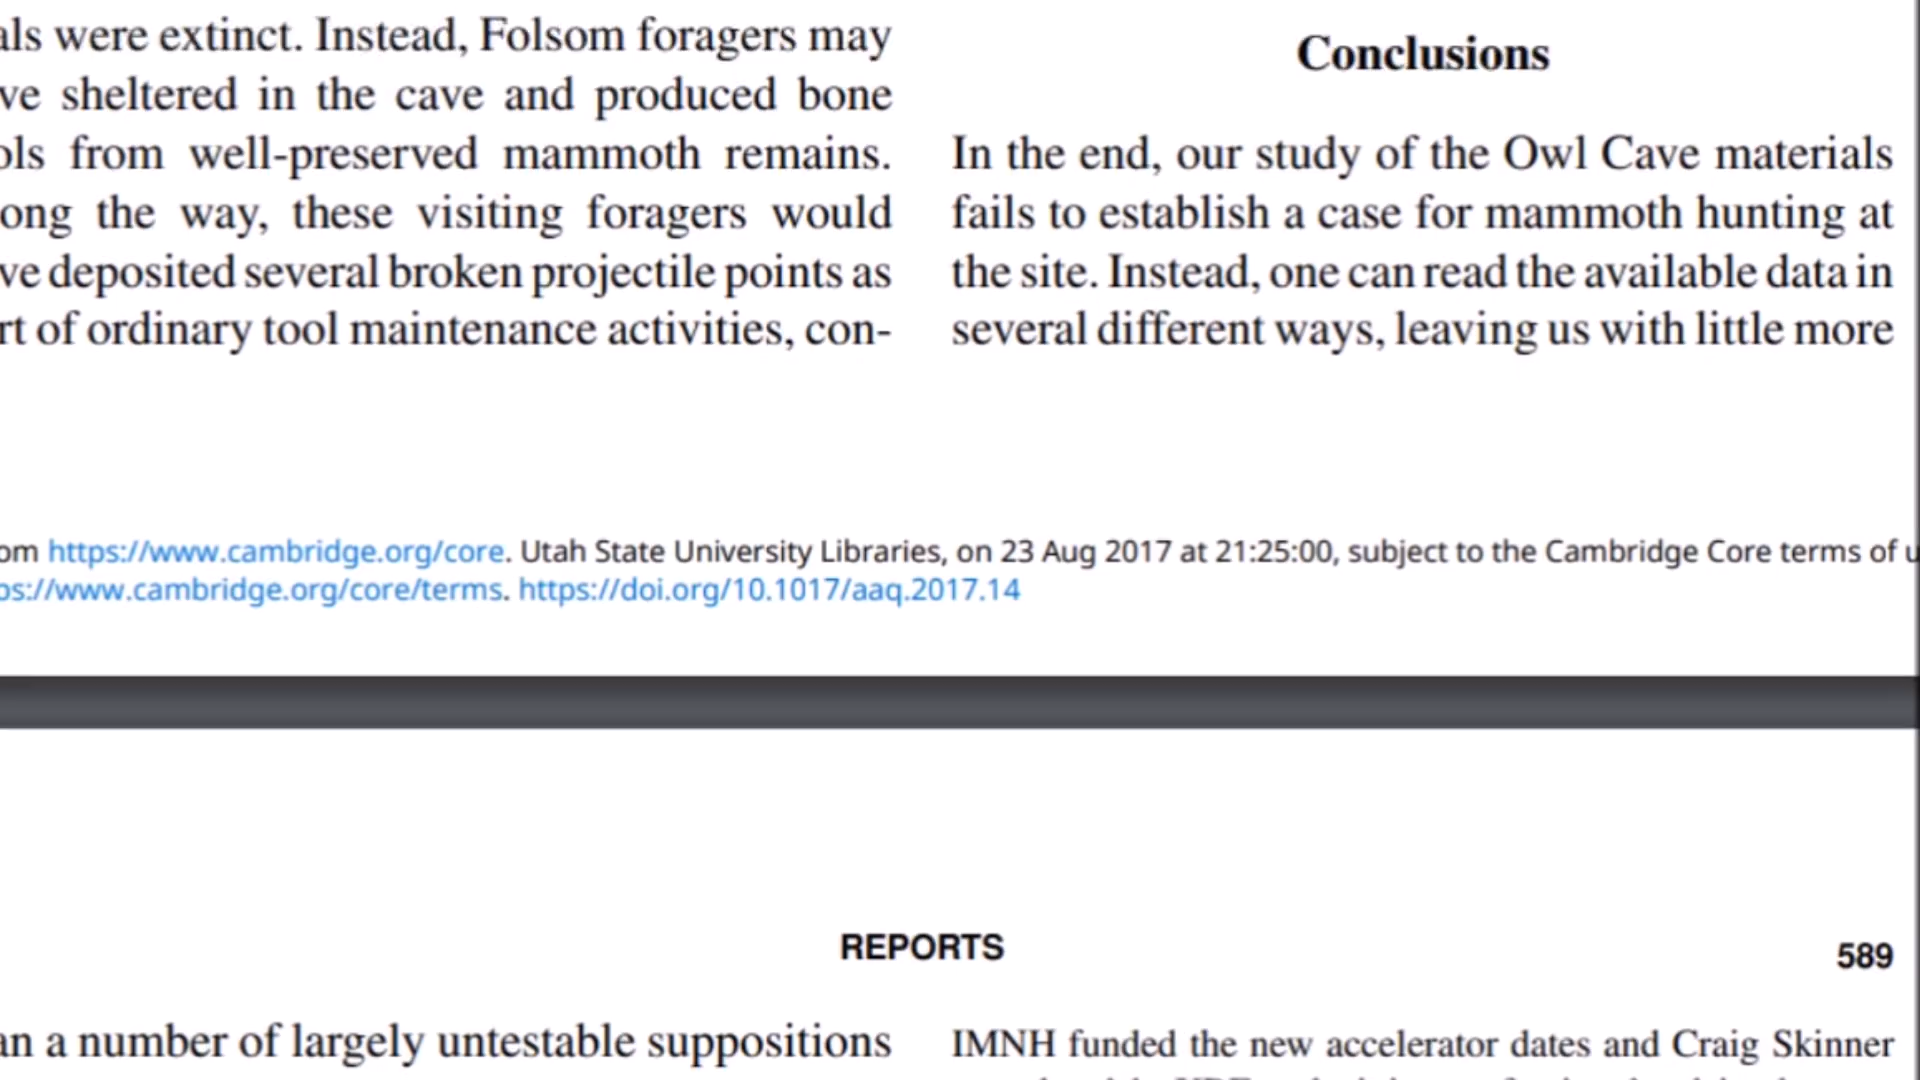 als were extinct. Instead, Folsom foragers may
ve sheltered in the cave and produced bone
ols from well-preserved mammoth remains.
ong the way, these visiting foragers would
ve deposited several broken projectile points as
rt of ordinary tool maintenance activities, con-
Conclusions
In the end, our study of the Owl Cave materials
fails to establish a case for mammoth hunting at
the site. Instead, one can read the available data in
several different ways, leaving us with little more
om https://www.cambridge.org/core. Utah State University Libraries, on 23 Aug 2017 at 21:25:00, subject to the Cambridge Core terms of u
ps://www.cambridge.org/core/terms. https://doi.org/10.1017/aaq.2017.14
REPORTS
589
an a number of largely untestable suppositions
IMNH funded the new accelerator dates and Craig Skinner